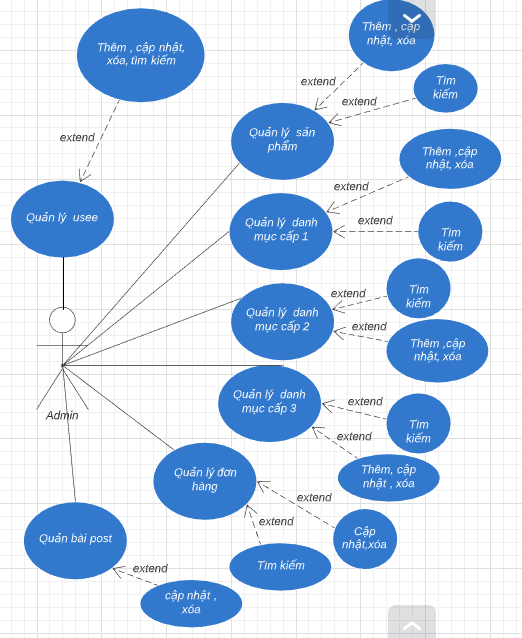 Thêm , cập nhật,
xóa, tìm kiếm
Thêm , cập
nhật, xóa
extend
Tìm
kiếm
extend
extend
Quản lý sản
phẩm
Thêm ,cập
nhật, xóa
extend
Quản lý usee
Quản lý danh
mục cấp 1
extend
Tìm
kiếm
extend
Tìm
kiếm
Quản lý danh
mục cấp 2
extend
Thêm ,cập
nhật, xóa
Admin
Quản lý danh
mục cấp 3
extend
Tìm
kiếm
extend
Thêm, cập
nhật , xóa
Quản lý đơn
hàng
extend
extend
Cập
nhật,xóa
Quản bài post
TIm kiếm
extend
cập nhật ,
xóa